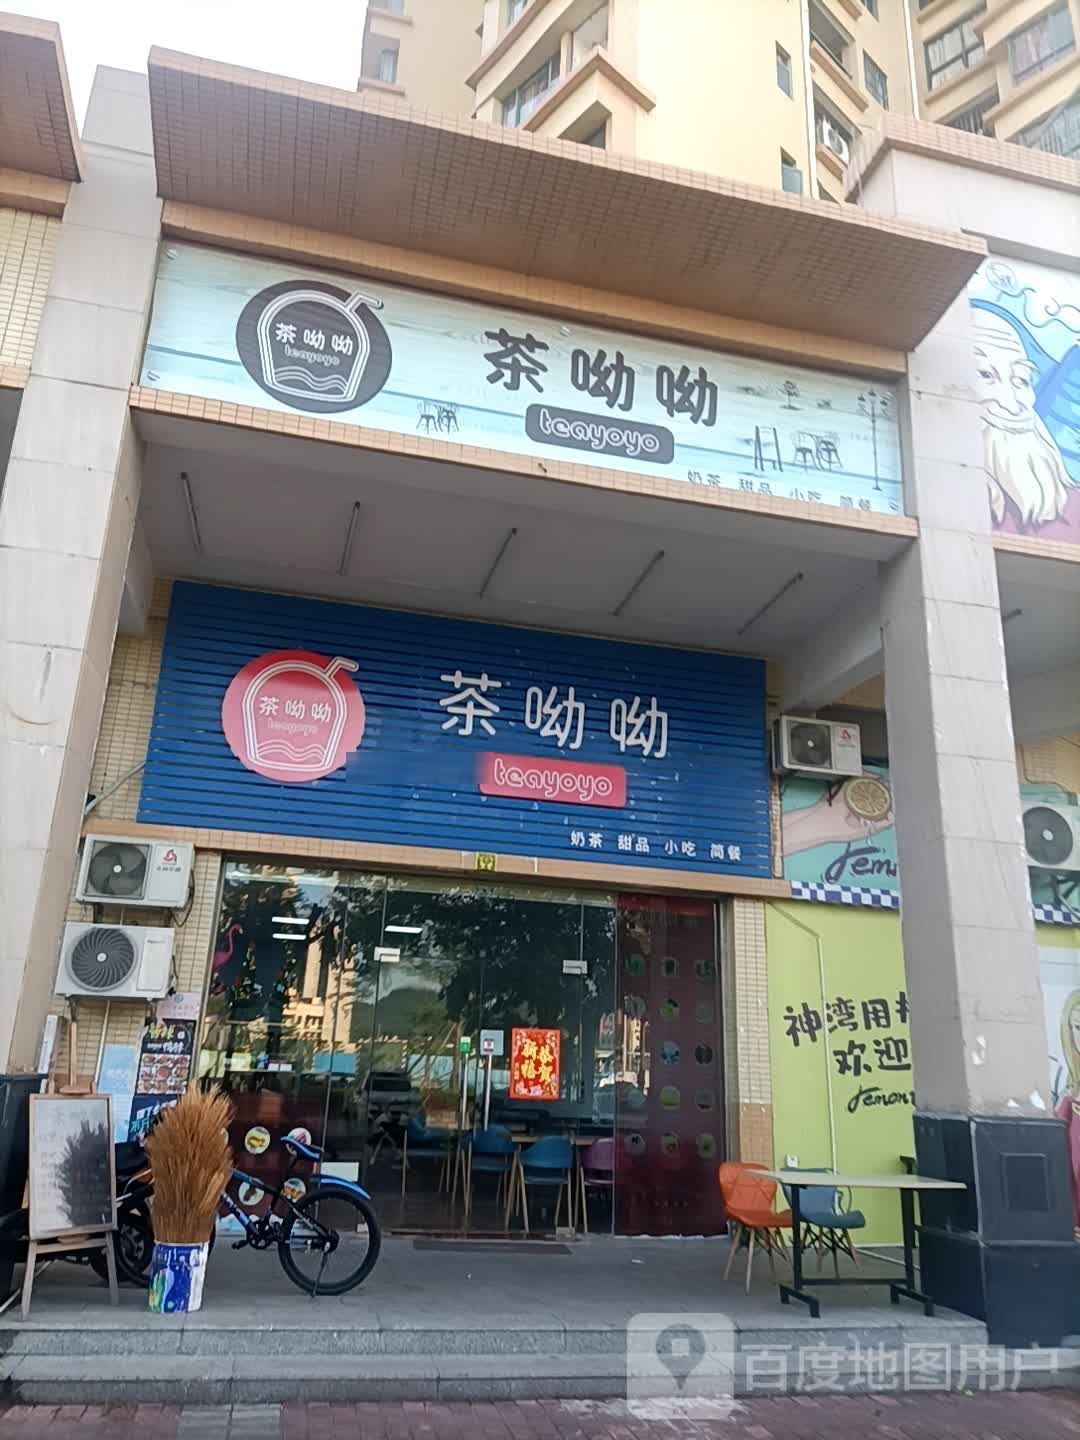 茶呦呦
teayoyo
茶呦呦
teayoyo
奶茶 甜品 小吃 简餐
茶呦呦
teayoyo
茶呦呦
teayoyo
奶茶 甜品 小吃 简餐
神湾用
欢迎
百度地图用户